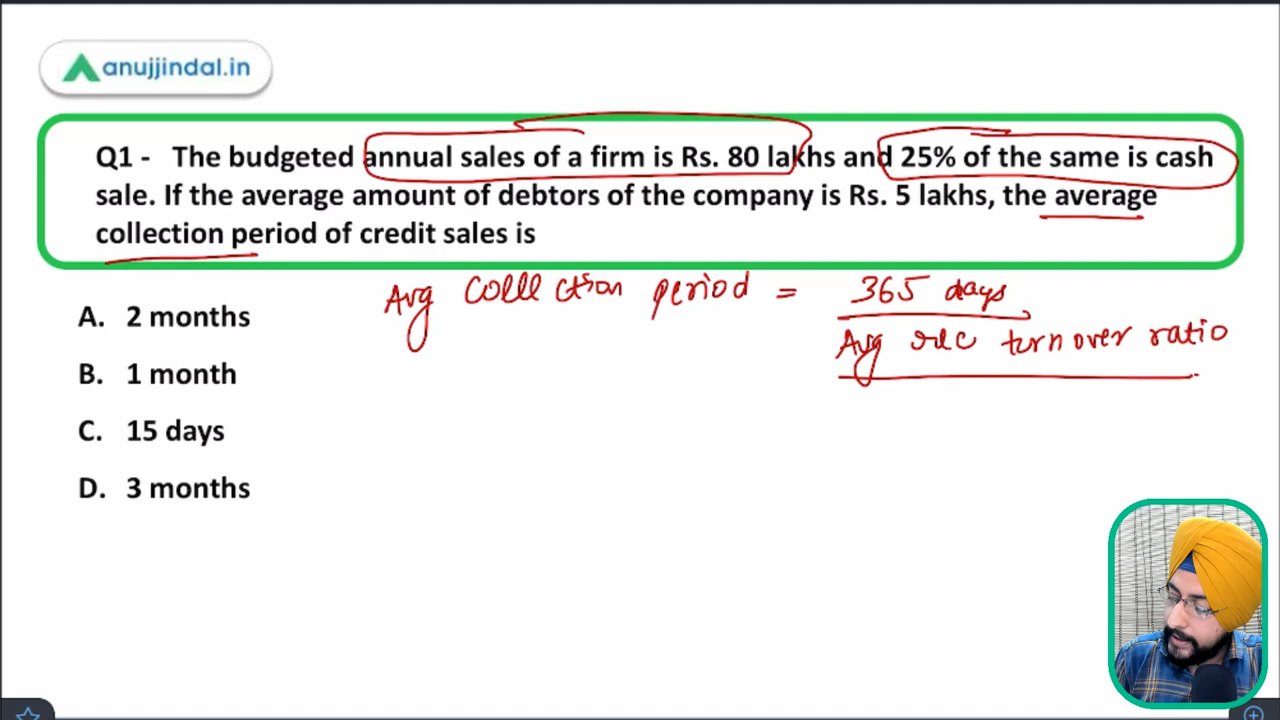 anujjindal.in
Q1 - The budgeted annual sales of a firm is Rs. 80 lakhs and 25% of the same is cash
sale. If the average amount of debtors of the company is Rs. 5 lakhs, the average
collection period of credit sales is
Avg Collection period = 365 days
Avg rec turnover ratio
A. 2 months
B. 1 month
C. 15 days
D. 3 months